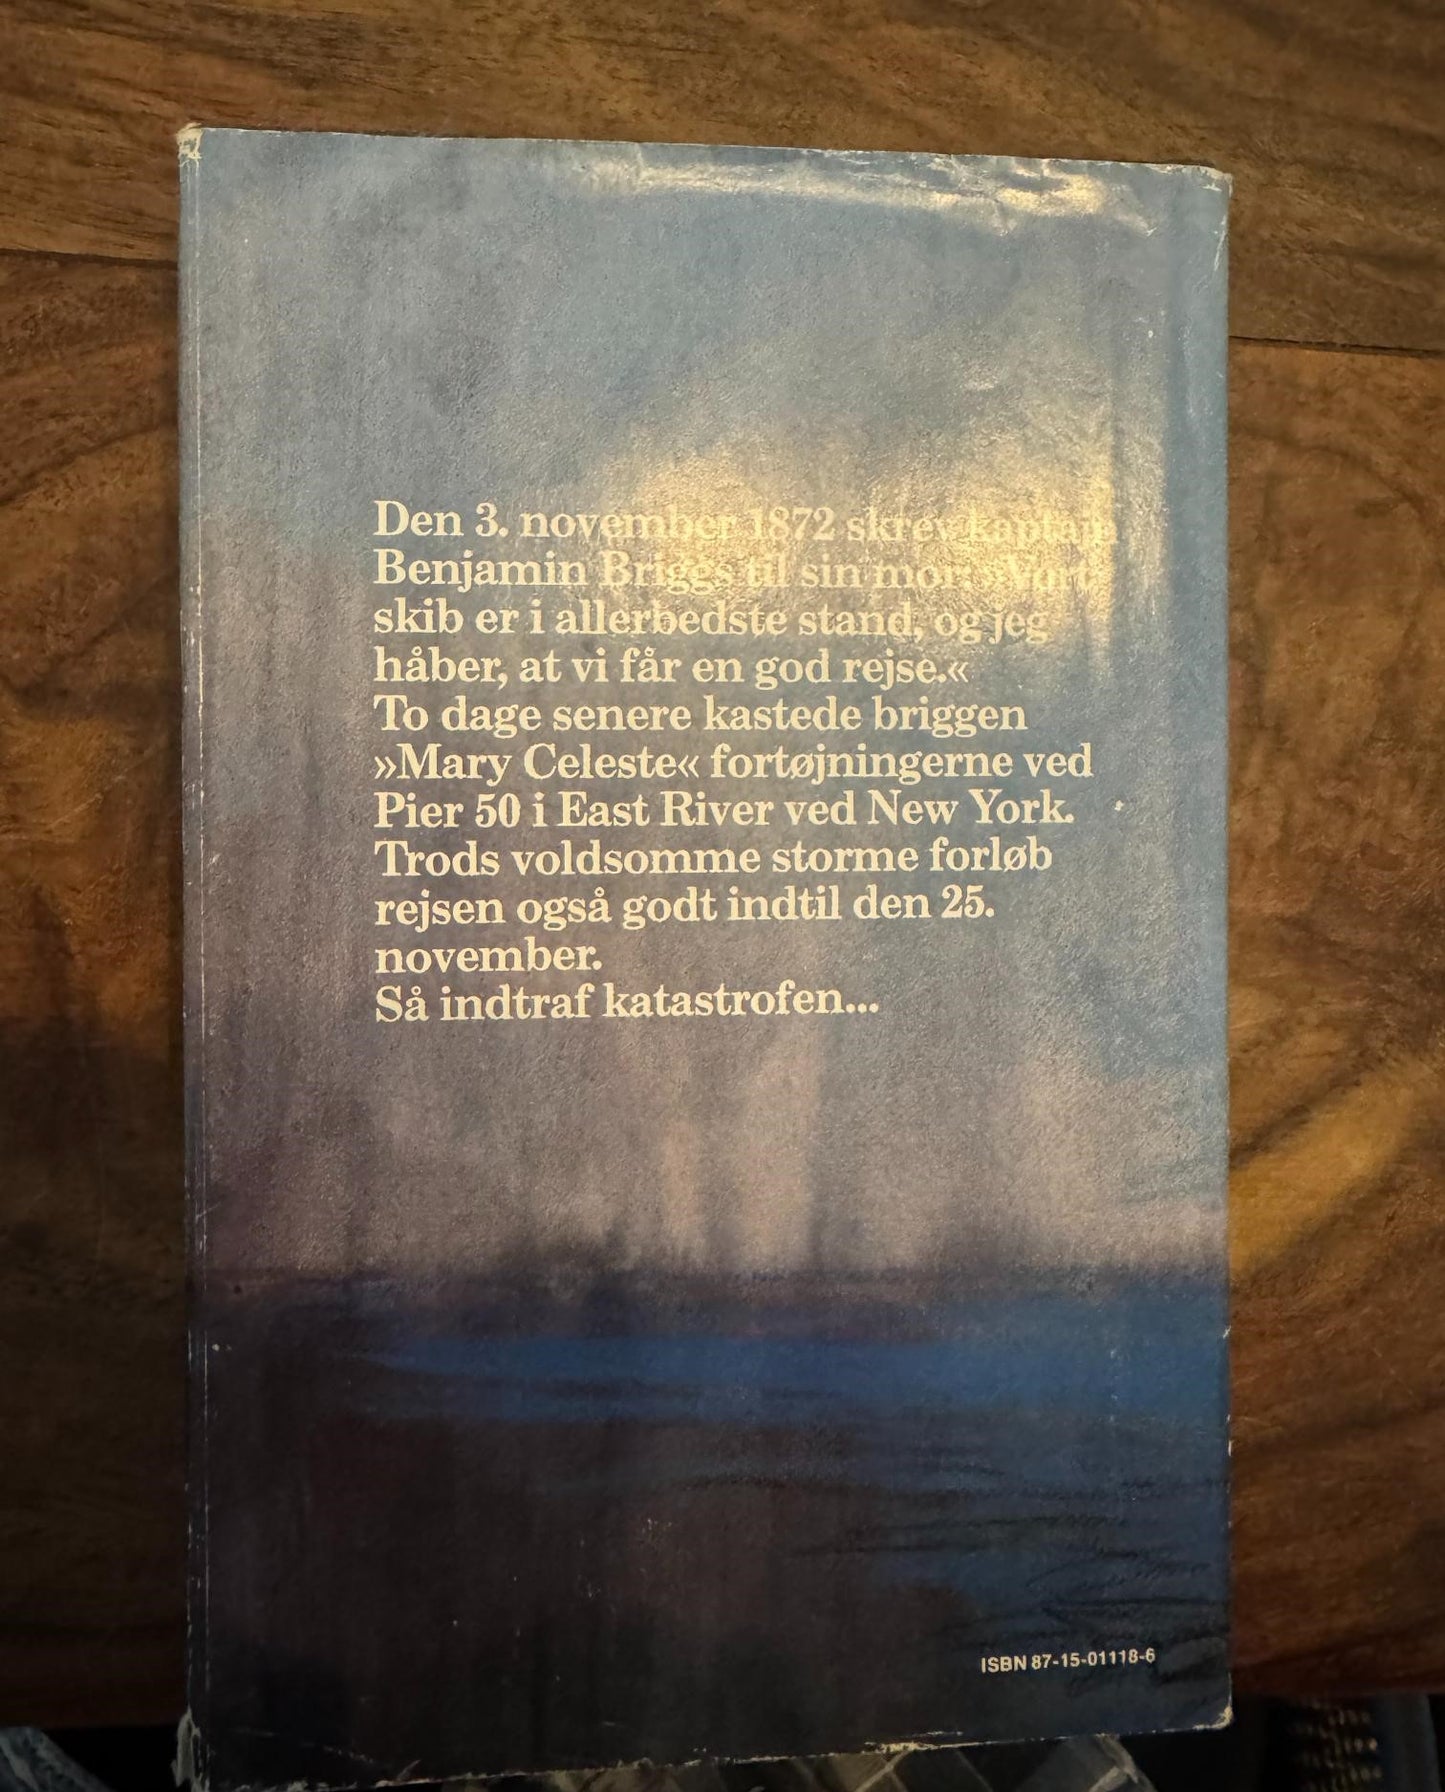 Den 3. november 1872 skrev kaptajn
Benjamin Briggs til sin mor: »Vort
skib er i allerbedste stand, og jeg
håber, at vi får en god rejse.«
To dage senere kastede briggen
»Mary Celeste« fortøjningerne ved
Pier 50 i East River ved New York.
Trods voldsomme storme forløb
rejsen også godt indtil den 25.
november.
Så indtraf katastrofen...
ISBN 87-15-01118-6